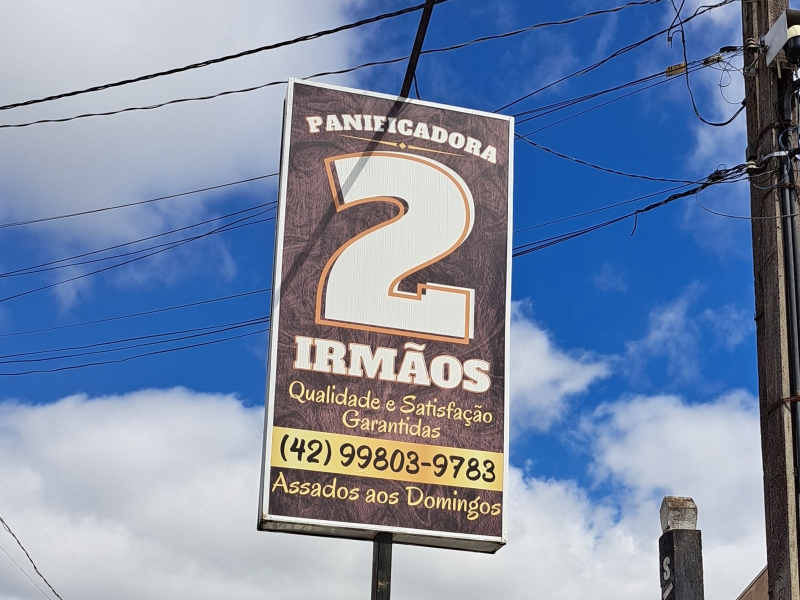 PANIFICADORA
2
IRMÃOS
Qualidade e Satisfação
Garantidas
(42) 99803-9783
Assados aos Domingos
S